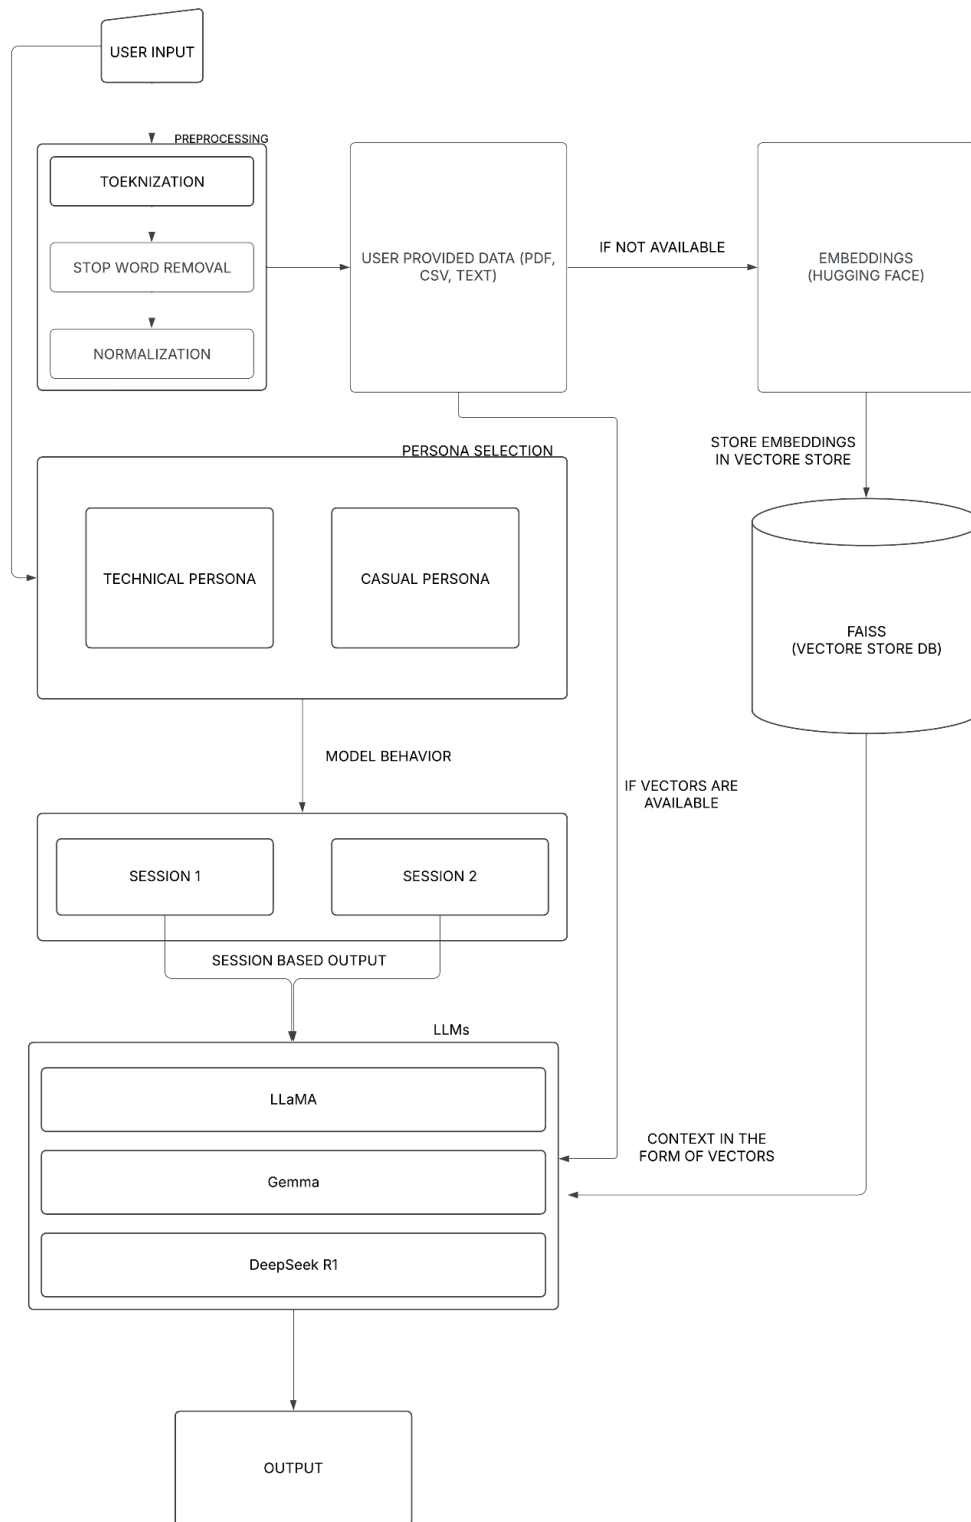 USER INPUT
PREPROCESSING
TOEKNIZATION
STOP WORD REMOVAL
NORMALIZATION
USER PROVIDED DATA (PDF,
CSV, TEXT)
IF NOT AVAILABLE
EMBEDDINGS
(HUGGING FACE)
STORE EMBEDDINGS
IN VECTORE STORE
PERSONA SELECTION
TECHNICAL PERSONA
CASUAL PERSONA
FAISS
(VECTORE STORE DB)
MODEL BEHAVIOR
IF VECTORS ARE
AVAILABLE
SESSION 1
SESSION 2
SESSION BASED OUTPUT
LLMs
LLaMA
CONTEXT IN THE
FORM OF VECTORS
Gemma
DeepSeek R1
OUTPUT